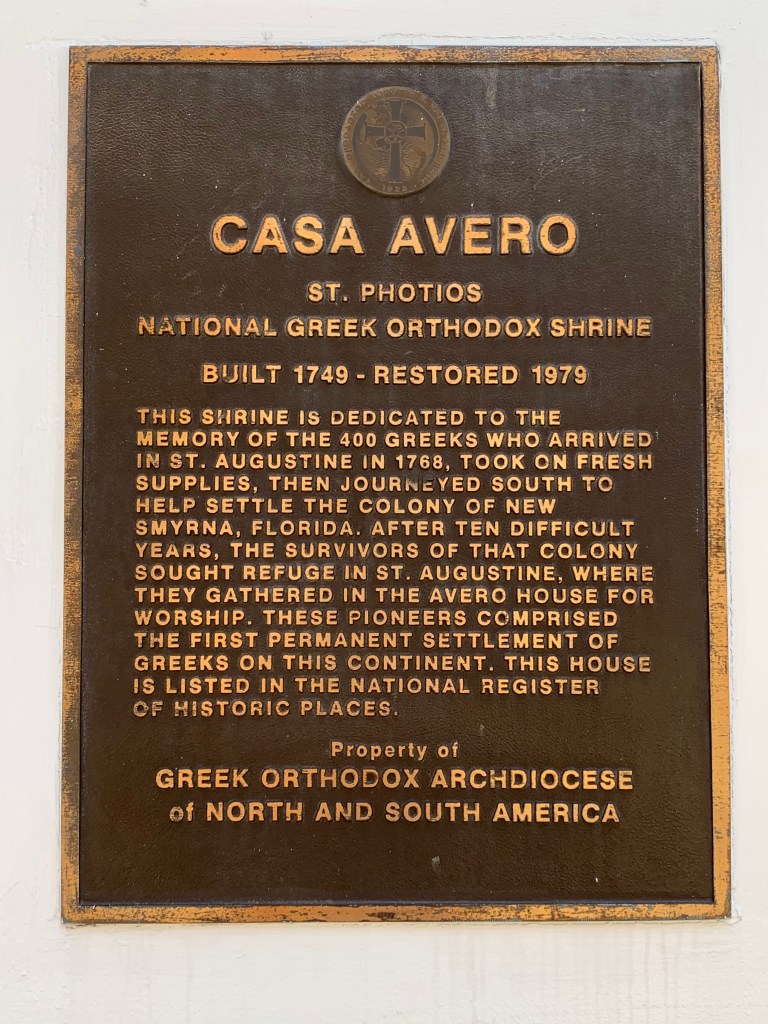 1922
CASA AVERO
ST. PHOTIOS
NATIONAL GREEK ORTHODOX SHRINE
BUILT 1749 - RESTORED 1979
THIS SHRINE IS DEDICATED TO THE
MEMORY OF THE 400 GREEKS WHO ARRIVED
IN ST. AUGUSTINE IN 1768, TOOK ON FRESH
SUPPLIES, THEN JOURNEYED SOUTH TO
HELP SETTLE THE COLONY OF NEW
SMYRNA, FLORIDA. AFTER TEN DIFFICULT
YEARS, THE SURVIVORS OF THAT COLONY
SOUGHT REFUGE IN ST. AUGUSTINE, WHERE
THEY GATHERED IN THE AVERO HOUSE FOR
WORSHIP. THESE PIONEERS COMPRISED
THE FIRST PERMANENT SETTLEMENT OF
GREEKS ON THIS CONTINENT. THIS HOUSE
IS LISTED IN THE NATIONAL REGISTER
OF HISTORIC PLACES.
Property of
GREEK ORTHODOX ARCHDIOCESE
of NORTH AND SOUTH AMERICA